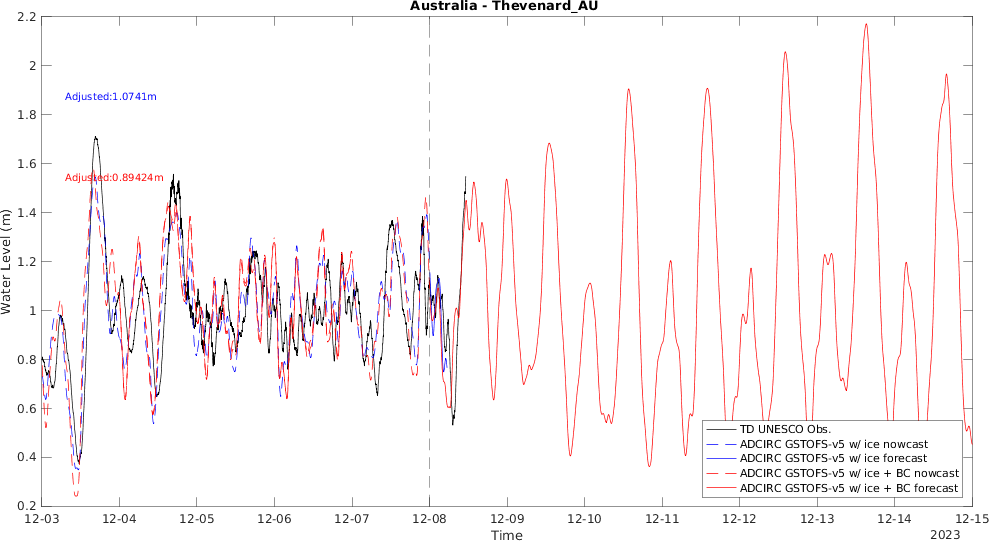 Australia - Thevenard_AU
2.2
2
1.8
1.6
1.4
1.2
1
0.8
0.6
0.4
0.2
Water Level (m)
Adjusted:1.0741m
Adjusted:0.89424m
TD UNESCO Obs.
ADCIRC GSTOFS-v5 w/ ice nowcast
ADCIRC GSTOFS-v5 w/ ice forecast
ADCIRC GSTOFS-v5 w/ ice + BC nowcast
ADCIRC GSTOFS-v5 w/ ice + BC forecast
12-03 12-04 12-05 12-06 12-07 12-08 12-09 12-10 12-11 12-12 12-13 12-14 12-15
Time
2023